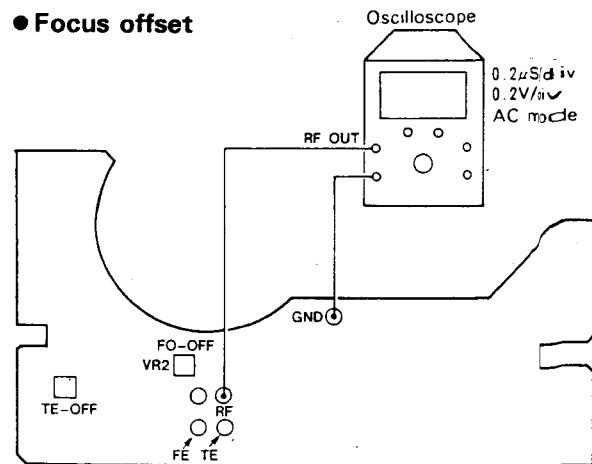 ● Focus offset
Oscilloscope
0.2µS/div
0.2V/div
AC mode
RF OUT
GND
FO-OFF
VR2
TE-OFF
RF
FE TE